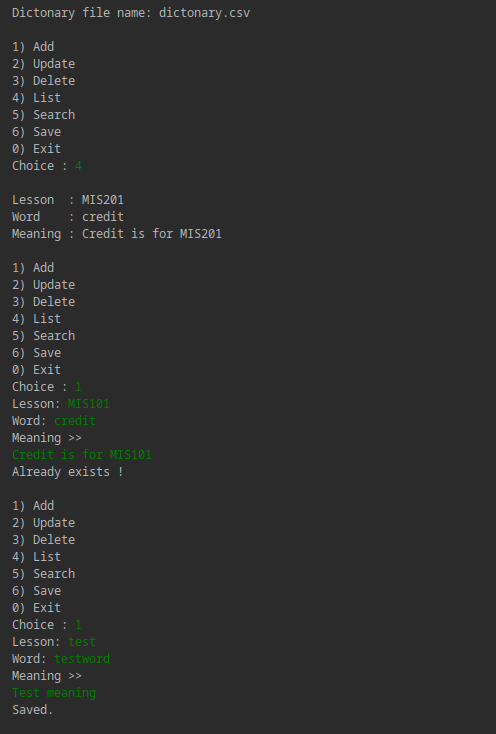 Dictonary file name: dictonary.csv
1) Add
2) Update
3) Delete
4) List
5) Search
6) Save
0) Exit
Choice : 4
Lesson  : MIS201
Word    : credit
Meaning : Credit is for MIS201
1) Add
2) Update
3) Delete
4) List
5) Search
6) Save
0) Exit
Choice : 1
Lesson: MIS101
Word: credit
Meaning >>
Credit is for MIS101
Already exists !
1) Add
2) Update
3) Delete
4) List
5) Search
6) Save
0) Exit
Choice : 1
Lesson: test
Word: testword
Meaning >>
Test meaning
Saved.